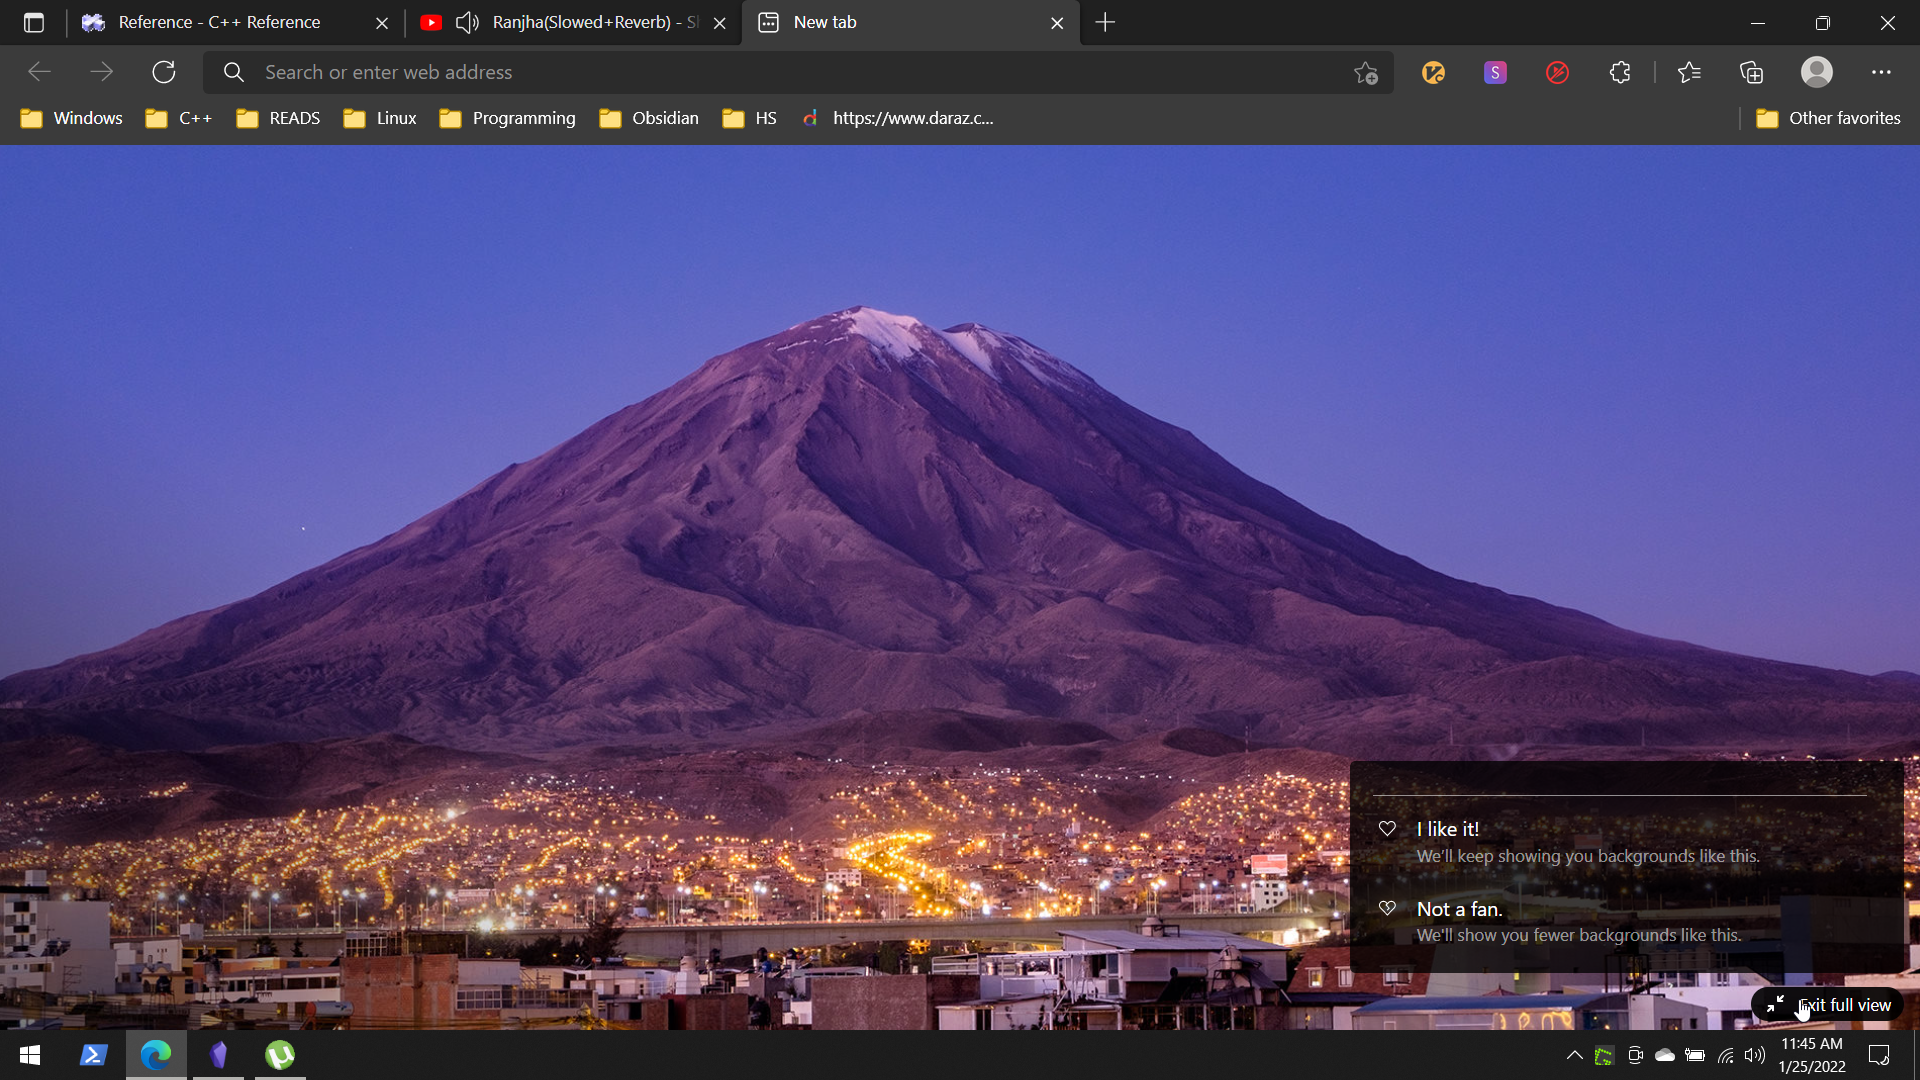 Reference - C++ Reference
Ranjha(Slowed+Reverb) - Sl
New tab
Search or enter web address
S
Windows
C++
READS
Linux
Programming
Obsidian
HS
https://www.daraz.c...
Other favorites
I like it!
We'll keep showing you backgrounds like this.
Not a fan.
We'll show you fewer backgrounds like this.
Exit full view
11:45 AM
1/25/2022